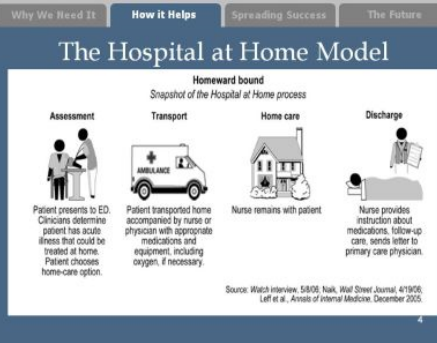 Why We Need It
How it Helps
Spreading Success
The Future
The Hospital at Home Model
Homeward bound
Snapshot of the Hospital at Home process
Assessment
Patient presents to ED.
Clinicians determine
patient has acute
illness that could be
treated at home.
Patient chooses
home-care option.
Transport
AMBULANCE
Patient transported home
accompanied by nurse or
physician with appropriate
medications and
equipment, including
oxygen, if necessary.
Home care
Nurse remains with patient
Discharge
Nurse provides
instruction about
medications, follow-up
care, sends letter to
primary care physician.
Source: Watch interview, 5/8/06; Naik, Wall Street Journal, 4/19/06;
Leff et al., Annals of Internal Medicine, December 2005.
4